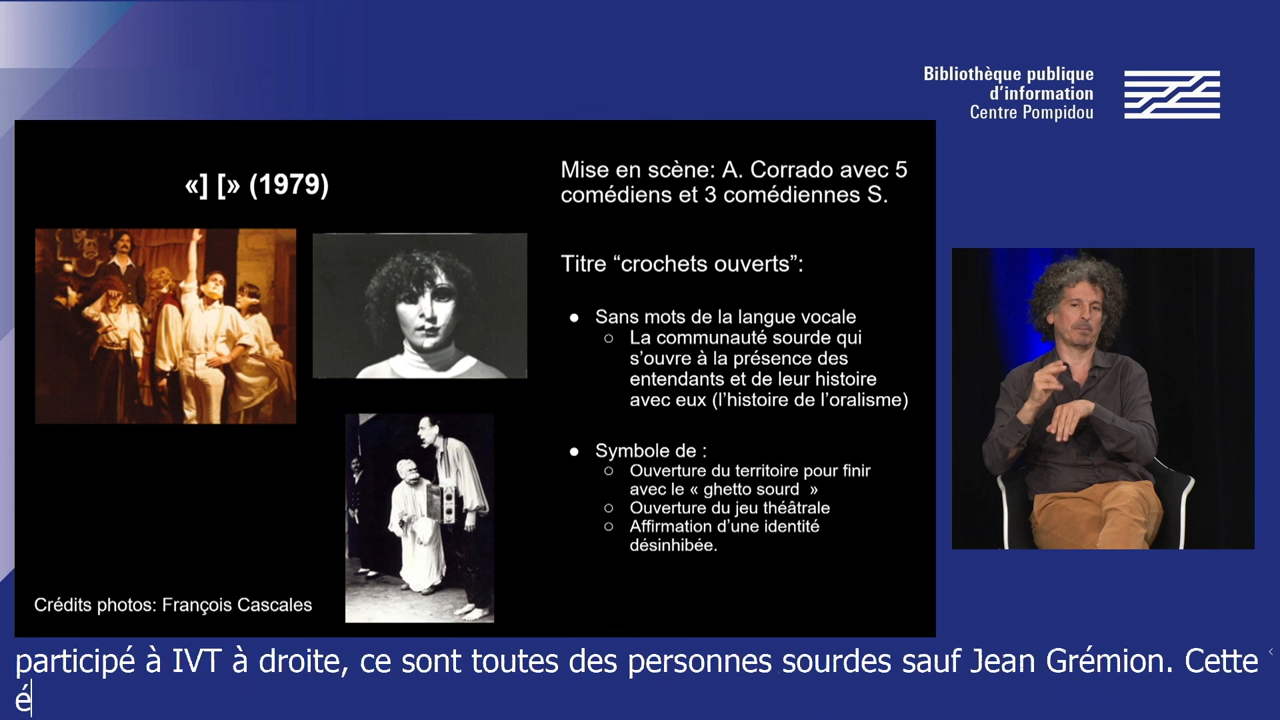 Bibliothèque publique
d'information
Centre Pompidou
«] [» (1979)
Mise en scène: A. Corrado avec 5
comédiens et 3 comédiennes S.
Titre “crochets ouverts”:
● Sans mots de la langue vocale
○ La communauté sourde qui
s’ouvre à la présence des
entendants et de leur histoire
avec eux (l’histoire de l’oralisme)
● Symbole de :
○ Ouverture du territoire pour finir
avec le « ghetto sourd  »
○ Ouverture du jeu théâtrale
○ Affirmation d’une identité
désinhibée.
Crédits photos: François Cascales
participé à IVT à droite, ce sont toutes des personnes sourdes sauf Jean Grémion. Cette
é